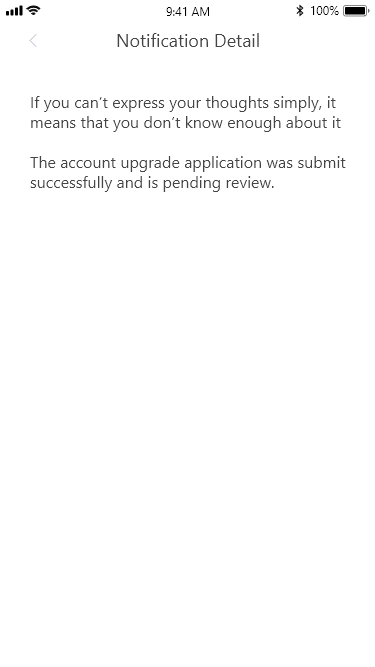 9:41 AM
100%
Notification Detail
If you can't express your thoughts simply, it
means that you don't know enough about it
The account upgrade application was submit
successfully and is pending review.